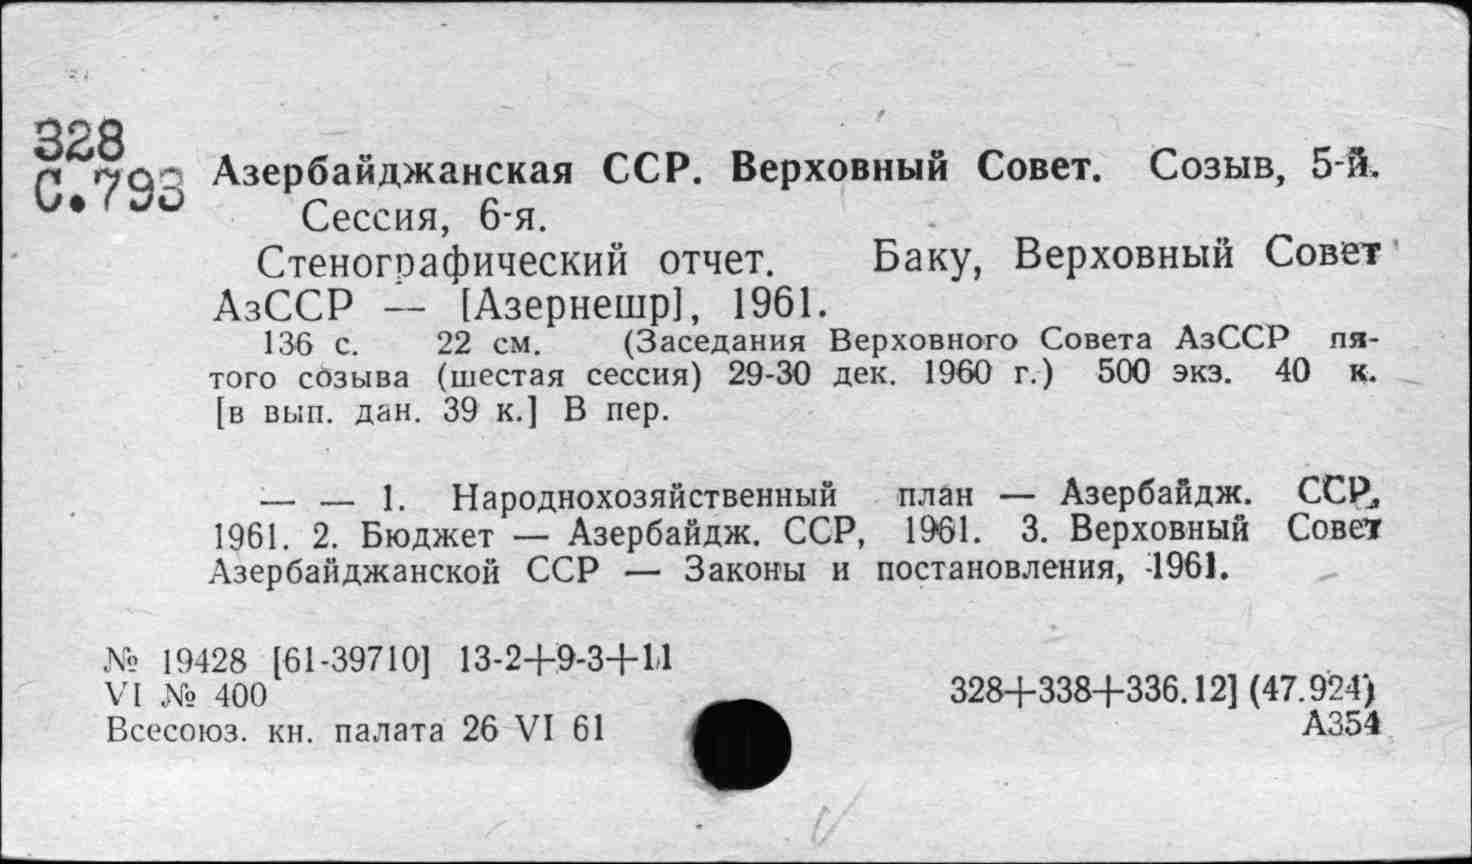 328
С.793
Азербайджанская ССР. Верховный Совет. Созыв, 5-й.
Сессия, 6-я.
Стенографический отчет. Баку, Верховный Совет
АзССР — [Азернешр], 1961.
136 с. 22 см. (Заседания Верховного Совета АзССР пя-
того созыва (шестая сессия) 29-30 дек. 1960 г.) 500 экз. 40 к.
[в вып. дан. 39 к.] В пер.
— — 1. Народнохозяйственный план — Азербайдж. ССР,
1961. 2. Бюджет — Азербайдж. ССР, 1961. 3. Верховный Совет
Азербайджанской ССР — Законы и постановления, 1961.
№ 19428 [61-39710] 13-2+9-3+11
VI № 400
Всесоюз. кн. палата 26 VI 61
328+338+336.12] (47.924)
А354